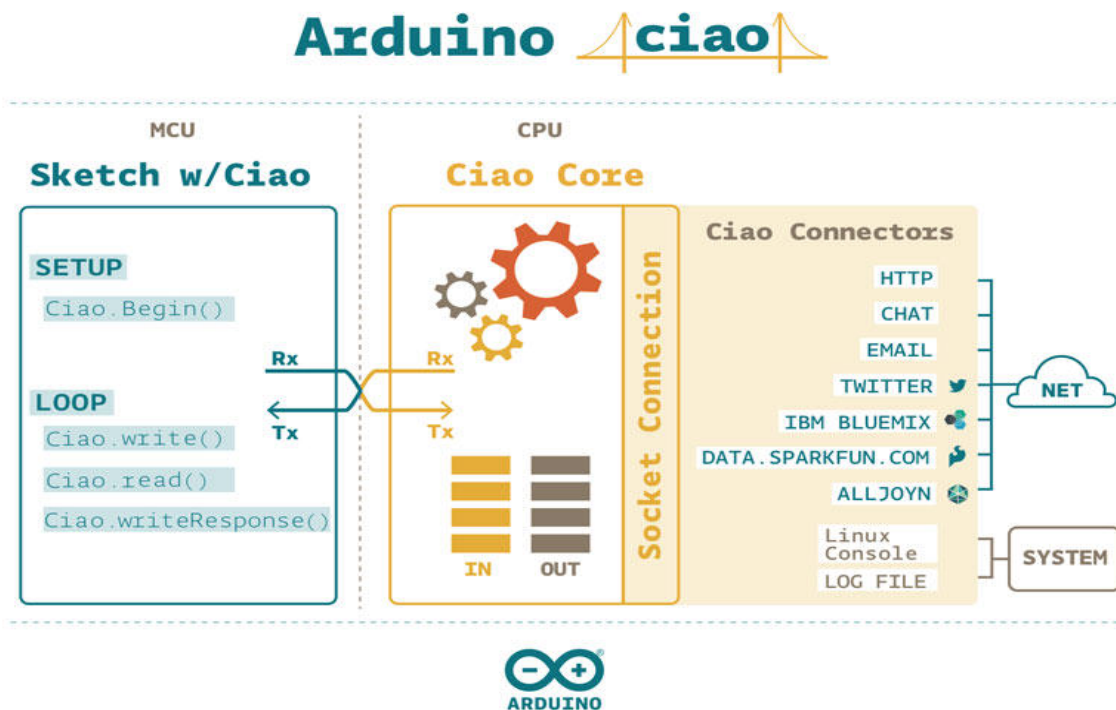 Arduino ciao
MCU
CPU
Sketch w/Ciao
Ciao Core
SETUP
Ciao.Begin()
LOOP
Ciao.write()
Ciao.read()
Ciao.writeResponse()
Rx
Tx
Rx
Tx
IN
OUT
Socket Connection
Ciao Connectors
HTTP
CHAT
EMAIL
TWITTER
IBM BLUEMIX
DATA.SPARKFUN.COM
ALLJOYN
Linux
Console
LOG FILE
NET
SYSTEM
ARDUINO